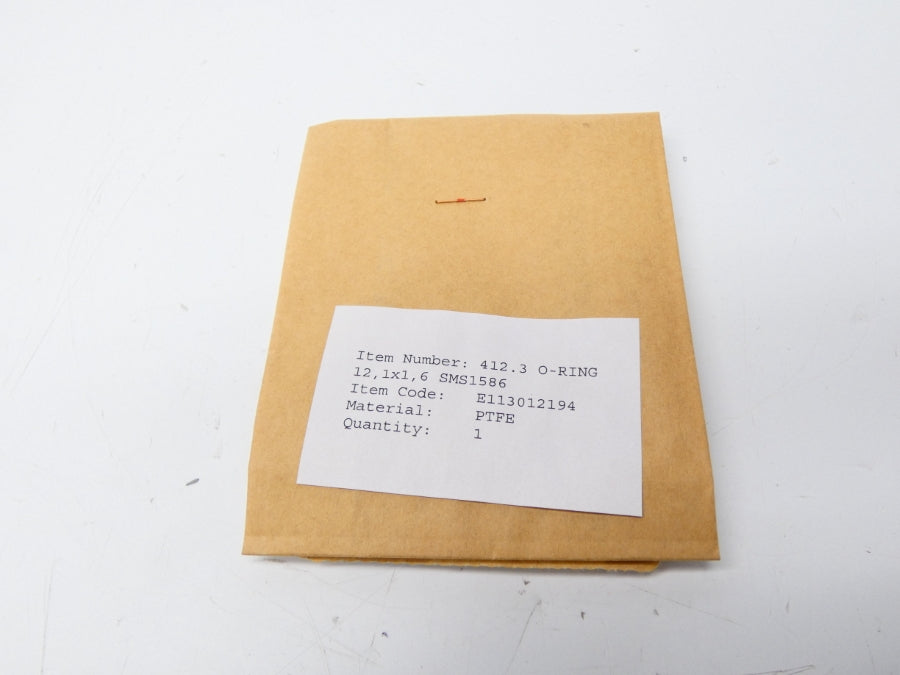 Item Number: 412.3 O-RING
12,1x1,6 SMS1586
Item Code: E113012194
Material: PTFE
Quantity: 1